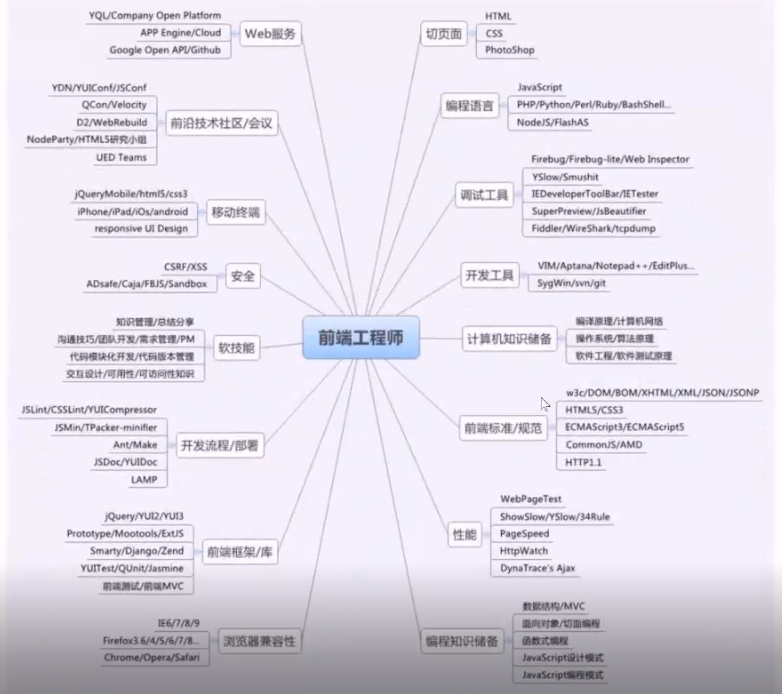 前端工程师
Web服务
YQL/Company Open Platform
APP Engine/Cloud
Google Open API/Github
前沿技术社区/会议
YDN/YUIConf/JSConf
QCon/Velocity
D2/WebRebuild
NodeParty/HTML5研究小组
UED Teams
移动终端
jQueryMobile/html5/css3
iPhone/iPad/iOs/android
responsive UI Design
安全
CSRF/XSS
ADsafe/Caja/FBJS/Sandbox
软技能
知识管理/总结分享
沟通技巧/团队开发/需求管理/PM
代码模块化开发/代码版本管理
交互设计/可用性/可访问性知识
开发流程/部署
JSLint/CSSLint/YUICompressor
JSMin/TPacker-minifier
Ant/Make
JSDoc/YUIDoc
LAMP
前端框架/库
jQuery/YUI2/YUI3
Prototype/Mootools/ExtJS
Smarty/Django/Zend
YUITest/QUnit/Jasmine
前端测试/前端MVC
浏览器兼容性
IE6/7/8/9
Firefox3.6/4/5/6/7/8...
Chrome/Opera/Safari
切页面
HTML
CSS
PhotoShop
编程语言
JavaScript
PHP/Python/Perl/Ruby/BashShell...
NodeJS/FlashAS
调试工具
Firebug/Firebug-lite/Web Inspector
YSlow/Smushit
IEDeveloperToolBar/IETester
SuperPreview/JsBeautifier
Fiddler/WireShark/tcpdump
开发工具
VIM/Aptana/Notepad++/EditPlus...
SygWin/svn/git
计算机知识储备
编译原理/计算机网络
操作系统/算法原理
软件工程/软件测试原理
前端标准/规范
w3c/DOM/BOM/XHTML/XML/JSON/JSONP
HTML5/CSS3
ECMAScript3/ECMAScript5
CommonJS/AMD
HTTP1.1
性能
WebPageTest
ShowSlow/YSlow/34Rule
PageSpeed
HttpWatch
DynaTrace's Ajax
编程知识储备
数据结构/MVC
面向对象/切面编程
函数式编程
JavaScript设计模式
JavaScript编程模式